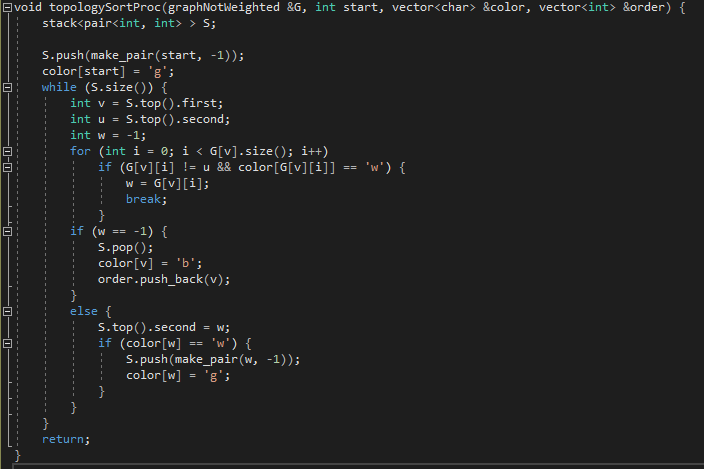 void topologySortProc(graphNotWeighted &G, int start, vector<char> &color, vector<int> &order) {
    stack<pair<int, int> > S;

    S.push(make_pair(start, -1));
    color[start] = 'g';
    while (S.size()) {
        int v = S.top().first;
        int u = S.top().second;
        int w = -1;
        for (int i = 0; i < G[v].size(); i++)
            if (G[v][i] != u && color[G[v][i]] == 'w') {
                w = G[v][i];
                break;
            }
        if (w == -1) {
            S.pop();
            color[v] = 'b';
            order.push_back(v);
        }
        else {
            S.top().second = w;
            if (color[w] == 'w') {
                S.push(make_pair(w, -1));
                color[w] = 'g';
            }
        }
    }
    return;
}